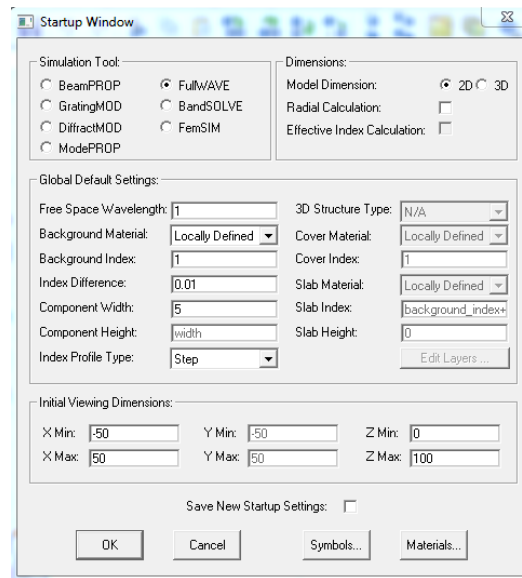 Startup Window
Simulation Tool:
BeamPROP FullWAVE
GratingMOD BandSOLVE
DiffractMOD FemSIM
ModePROP
Dimensions:
Model Dimension: 2D 3D
Radial Calculation:
Effective Index Calculation:
Global Default Settings:
Free Space Wavelength: 1 3D Structure Type: N/A
Background Material: Locally Defined Cover Material: Locally Defined
Background Index: 1 Cover Index: 1
Index Difference: 0.01 Slab Material: Locally Defined
Component Width: 5 Slab Index: background_index+
Component Height: width Slab Height: 0
Index Profile Type: Step Edit Layers ...
Initial Viewing Dimensions:
X Min: -50 Y Min: -50 Z Min: 0
X Max: 50 Y Max: 50 Z Max: 100
Save New Startup Settings:
OK Cancel Symbols... Materials...